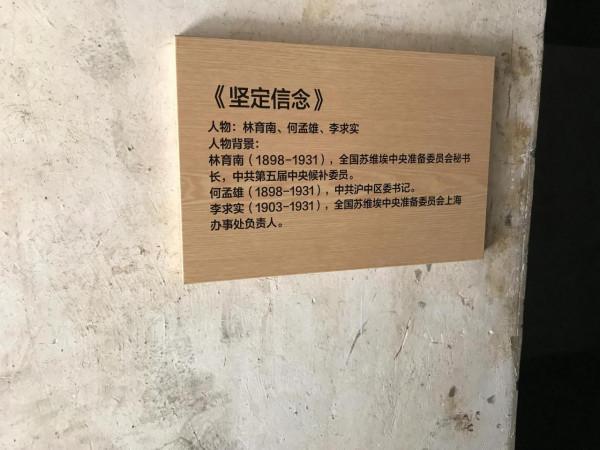 《坚定信念》
人物：林育南、何孟雄、李求实
人物背景：
林育南（1898-1931），全国苏维埃中央准备委员会秘书
长，中共第五届中央候补委员。
何孟雄（1898-1931），中共沪中区委书记。
李求实（1903-1931），全国苏维埃中央准备委员会上海
办事处负责人。